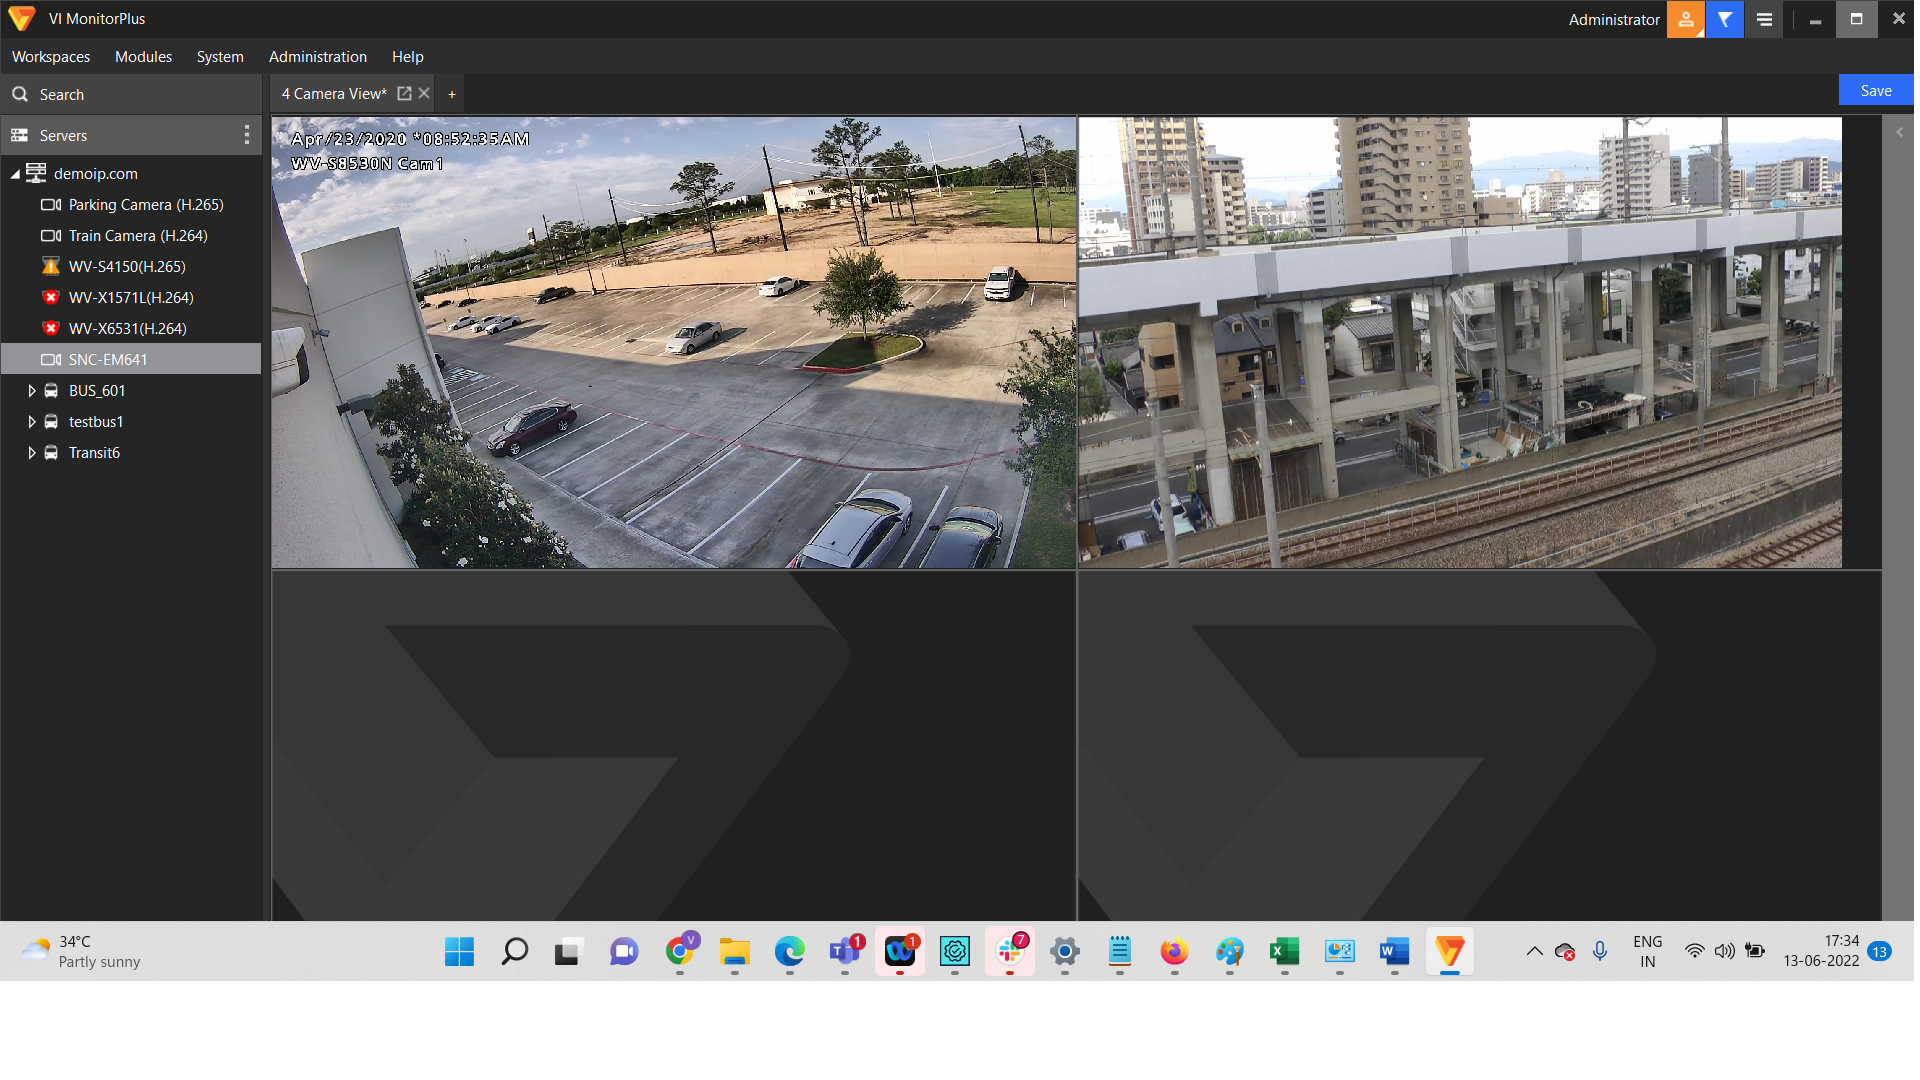 VI MonitorPlus
Administrator
Workspaces Modules System Administration Help
Search
4 Camera View*
+
Save
Servers
Apr/23/2020 *08:52:35AM
WV-S8530N Cam1
demoip.com
Parking Camera (H.265)
Train Camera (H.264)
WV-S4150(H.265)
WV-X1571L(H.264)
WV-X6531(H.264)
SNC-EM641
BUS_601
testbus1
Transit6
34°C
Partly sunny
V
T
1
1
7
X
W
ENG
IN
17:34
13-06-2022
13